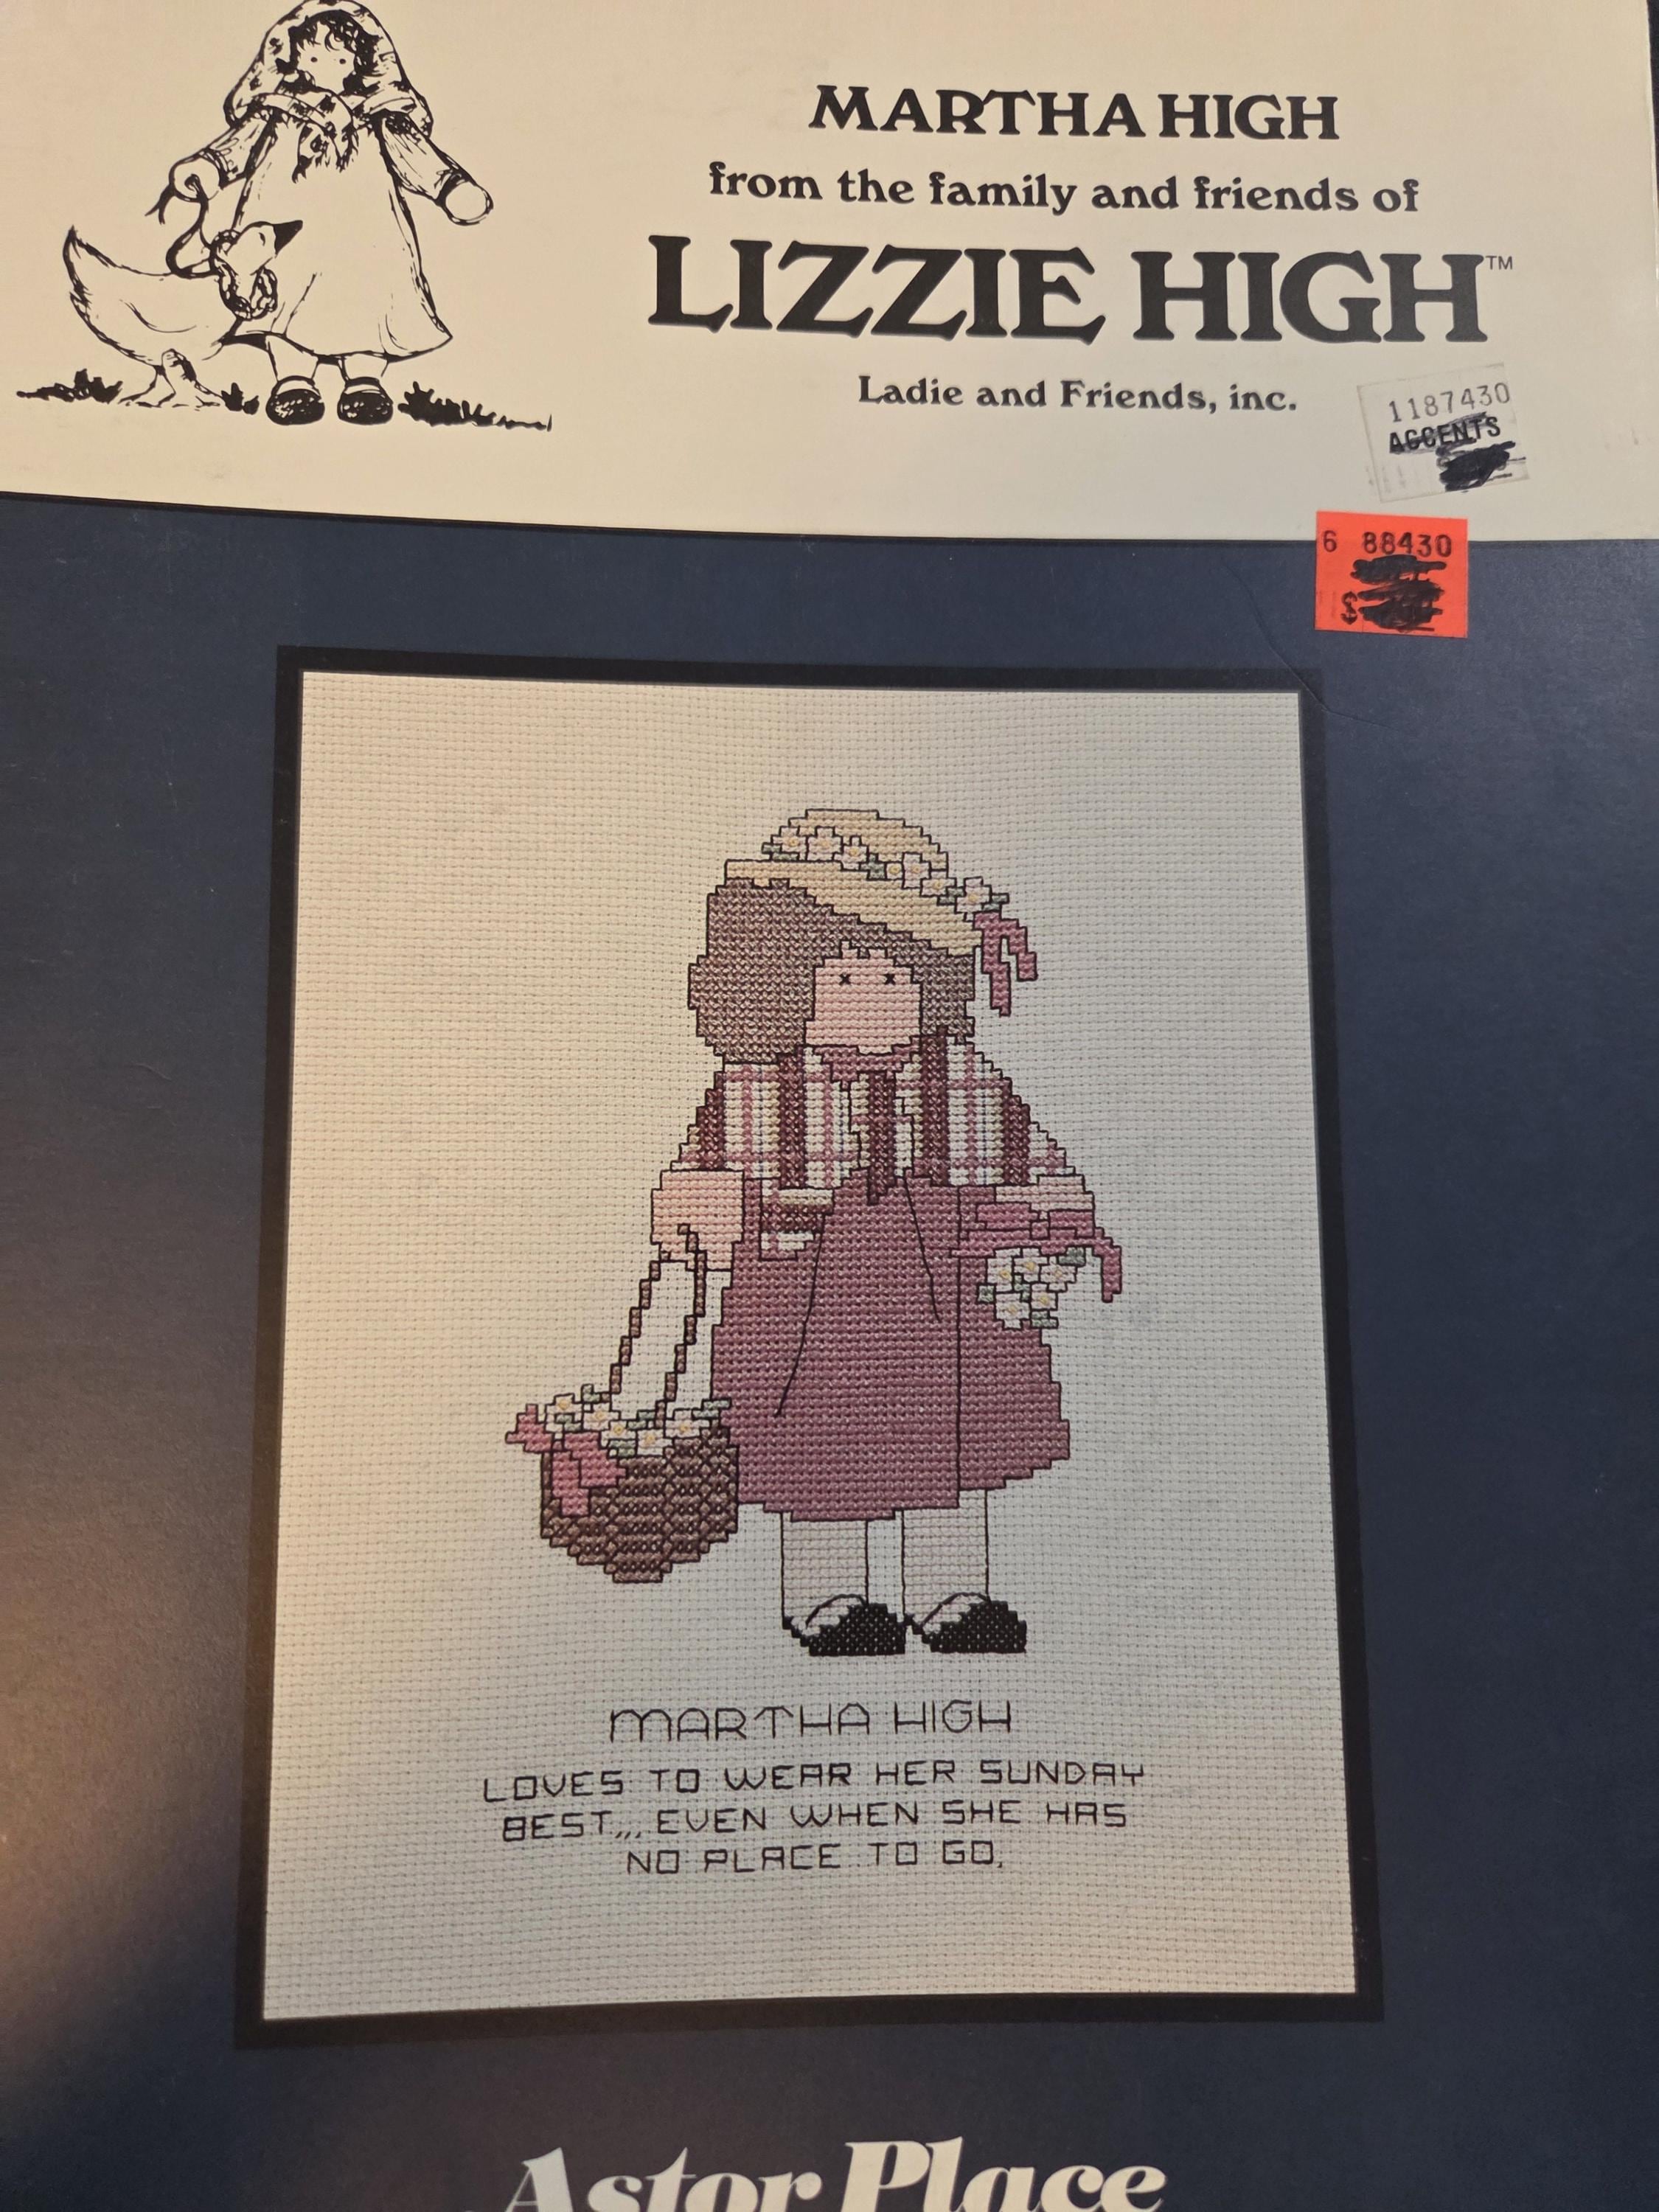 MARTHA HIGH
from the family and friends of
LIZZIE HIGH™
Ladie and Friends, inc.
1187430
ACCENTS
6 88430
$
MARTHA HIGH
LOVES TO WEAR HER SUNDAY
BEST,,, EVEN WHEN SHE HAS
NO PLACE TO GO.
Astor Place